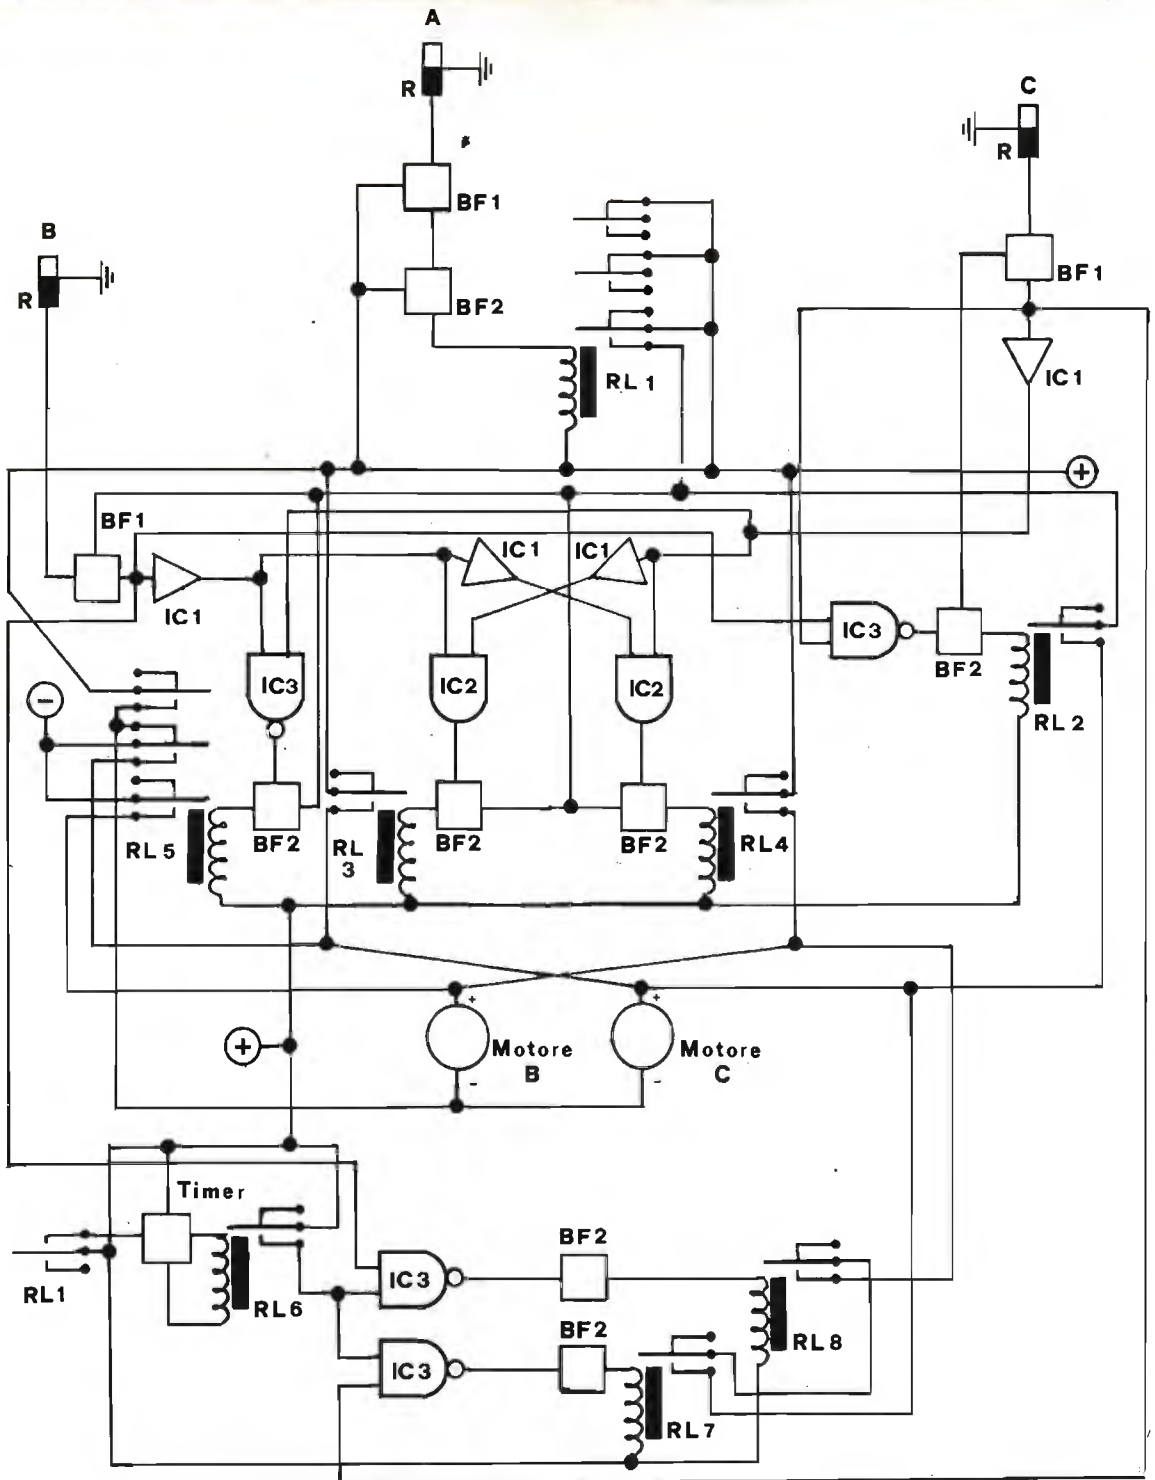 A
R
C
R
BF1
B
R
BF2
BF1
RL 1
IC1
+
BF1
IC1
IC1
IC1
IC3
IC3
IC2
IC2
BF2
−
RL 2
RL 5
BF2
RL 3
BF2
BF2
RL4
+
+
+
Motore B
Motore C
-
-
Timer
BF2
IC3
RL1
RL6
BF2
RL8
IC3
RL7